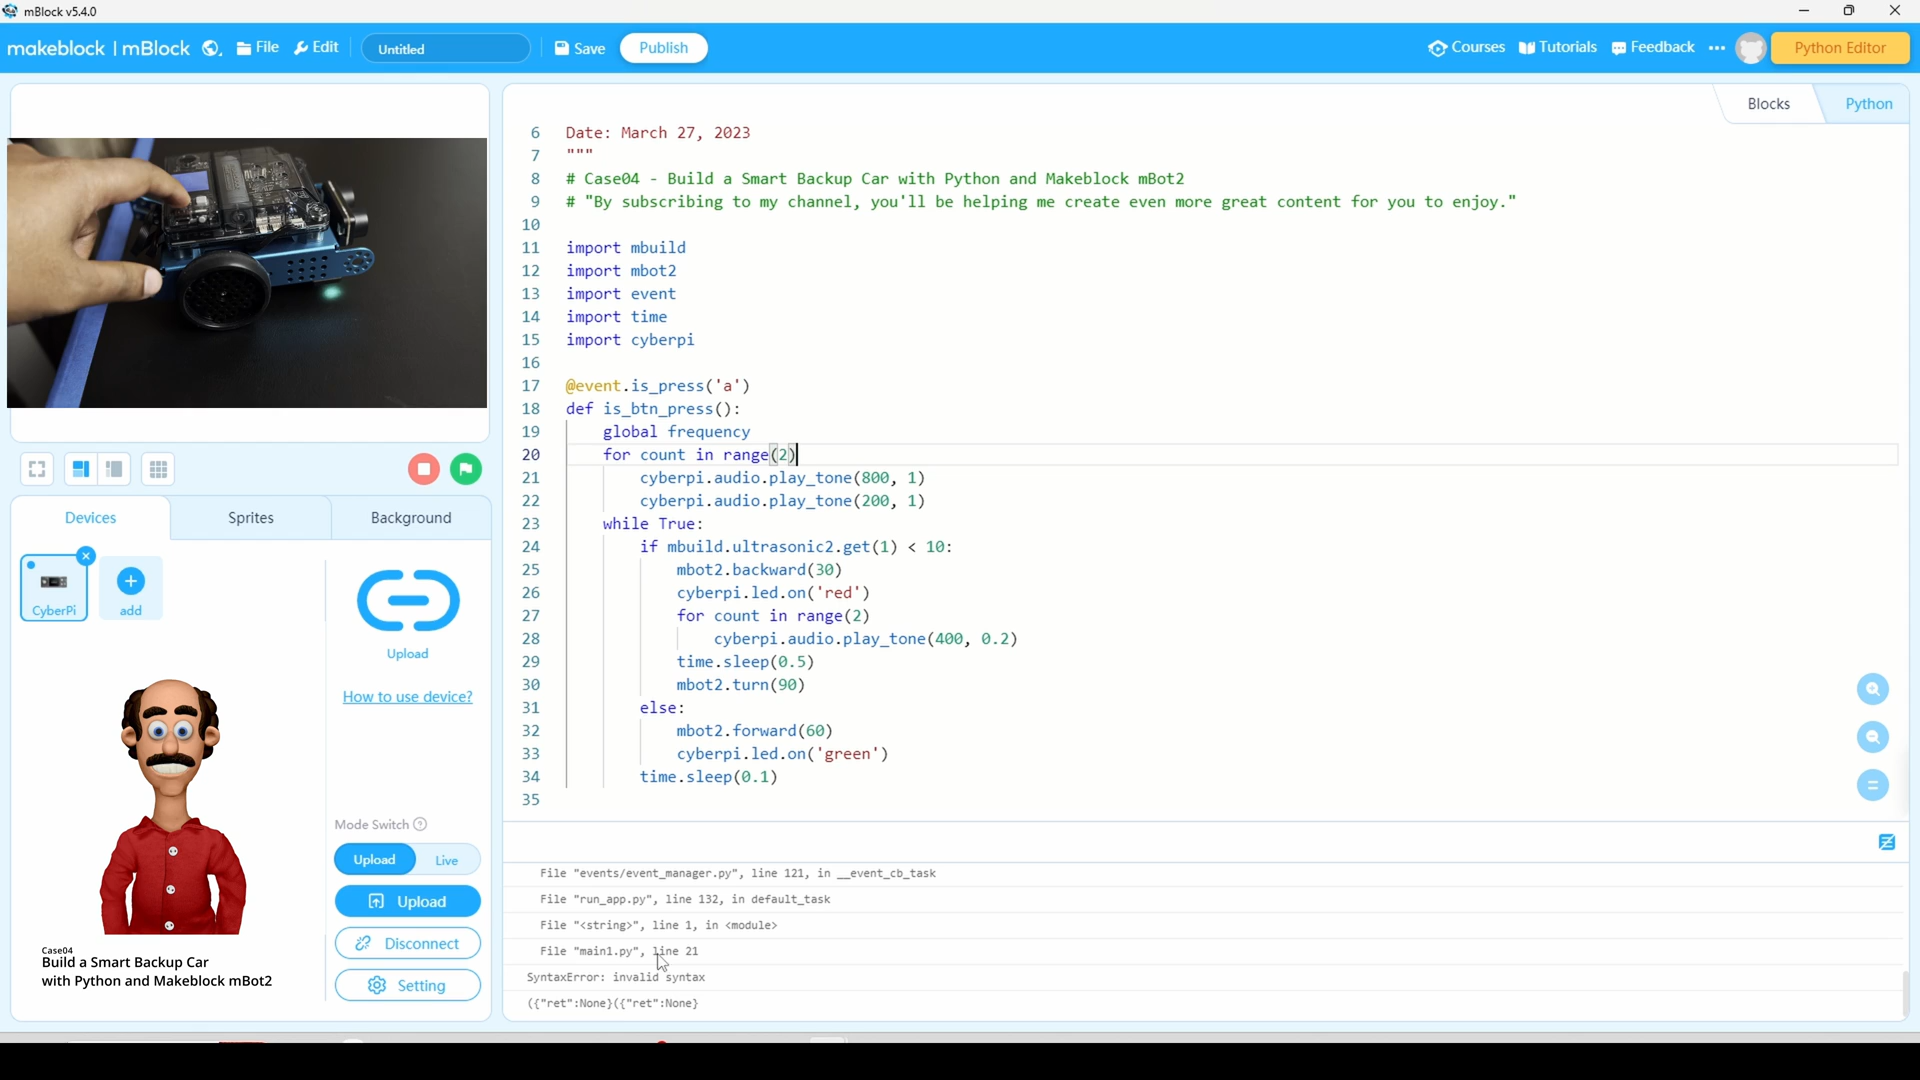 mBlock v5.4.0
makeblock | mBlock File Edit Untitled Save Publish Courses Tutorials Feedback Python Editor
Blocks Python
6 Date: March 27, 2023
7 """
8 # Case04 - Build a Smart Backup Car with Python and Makeblock mBot2
9 # "By subscribing to my channel, you'll be helping me create even more great content for you to enjoy."
10
11 import mbuild
12 import mbot2
13 import event
14 import time
15 import cyberpi
16
17 @event.is_press('a')
18 def is_btn_press():
19 global frequency
20 for count in range(2)
21 cyberpi.audio.play_tone(800, 1)
22 cyberpi.audio.play_tone(200, 1)
23 while True:
24 if mbuild.ultrasonic2.get(1) < 10:
25 mbot2.backward(30)
26 cyberpi.led.on('red')
27 for count in range(2)
28 cyberpi.audio.play_tone(400, 0.2)
29 time.sleep(0.5)
30 mbot2.turn(90)
31 else:
32 mbot2.forward(60)
33 cyberpi.led.on('green')
34 time.sleep(0.1)
35
File "events/event_manager.py", line 121, in __event_cb_task
File "run_app.py", line 132, in default_task
File "<string>", line 1, in <module>
File "main1.py", line 21
SyntaxError: invalid syntax
({"ret":None}({"ret":None}
Devices Sprites Background
CyberPi
add
Upload
How to use device?
Mode Switch ?
Upload Live
Upload
Disconnect
Setting
Case04
Build a Smart Backup Car
with Python and Makeblock mBot2